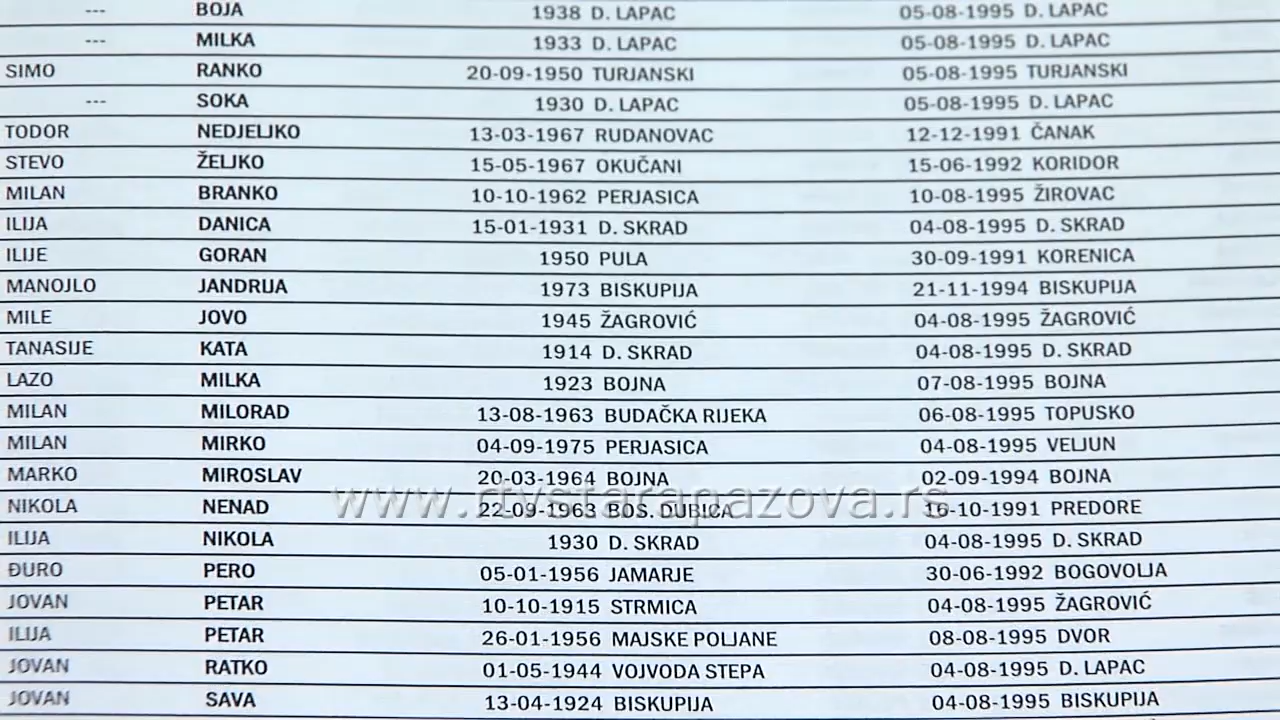 --- BOJA 1938 D. LAPAC 05-08-1995 D. LAPAC
--- MILKA 1933 D. LAPAC 05-08-1995 D. LAPAC
SIMO RANKO 20-09-1950 TURJANSKI 05-08-1995 TURJANSKI
--- SOKA 1930 D. LAPAC 05-08-1995 D. LAPAC
TODOR NEDJELJKO 13-03-1967 RUDANOVAC 12-12-1991 ČANAK
STEVO ŽELJKO 15-05-1967 OKUČANI 15-06-1992 KORIDOR
MILAN BRANKO 10-10-1962 PERJASICA 10-08-1995 ŽIROVAC
ILIJA DANICA 15-01-1931 D. SKRAD 04-08-1995 D. SKRAD
ILIJE GORAN 1950 PULA 30-09-1991 KORENICA
MANOJLO JANDRIJA 1973 BISKUPIJA 21-11-1994 BISKUPIJA
MILE JOVO 1945 ŽAGROVIĆ 04-08-1995 ŽAGROVIĆ
TANASIJE KATA 1914 D. SKRAD 04-08-1995 D. SKRAD
LAZO MILKA 1923 BOJNA 07-08-1995 BOJNA
MILAN MILORAD 13-08-1963 BUDAČKA RIJEKA 06-08-1995 TOPUSKO
MILAN MIRKO 04-09-1975 PERJASICA 04-08-1995 VELJUN
MARKO MIROSLAV 20-03-1964 BOJNA 02-09-1994 BOJNA
www.rtvstarapazova.rs
NIKOLA NENAD 22-09-1963 BOS. DUBICA 16-10-1991 PREDORE
ILIJA NIKOLA 1930 D. SKRAD 04-08-1995 D. SKRAD
ĐURO PERO 05-01-1956 JAMARJE 30-06-1992 BOGOVOLJA
JOVAN PETAR 10-10-1915 STRMICA 04-08-1995 ŽAGROVIĆ
ILIJA PETAR 26-01-1956 MAJSKE POLJANE 08-08-1995 DVOR
JOVAN RATKO 01-05-1944 VOJVODA STEPA 04-08-1995 D. LAPAC
JOVAN SAVA 13-04-1924 BISKUPIJA 04-08-1995 BISKUPIJA